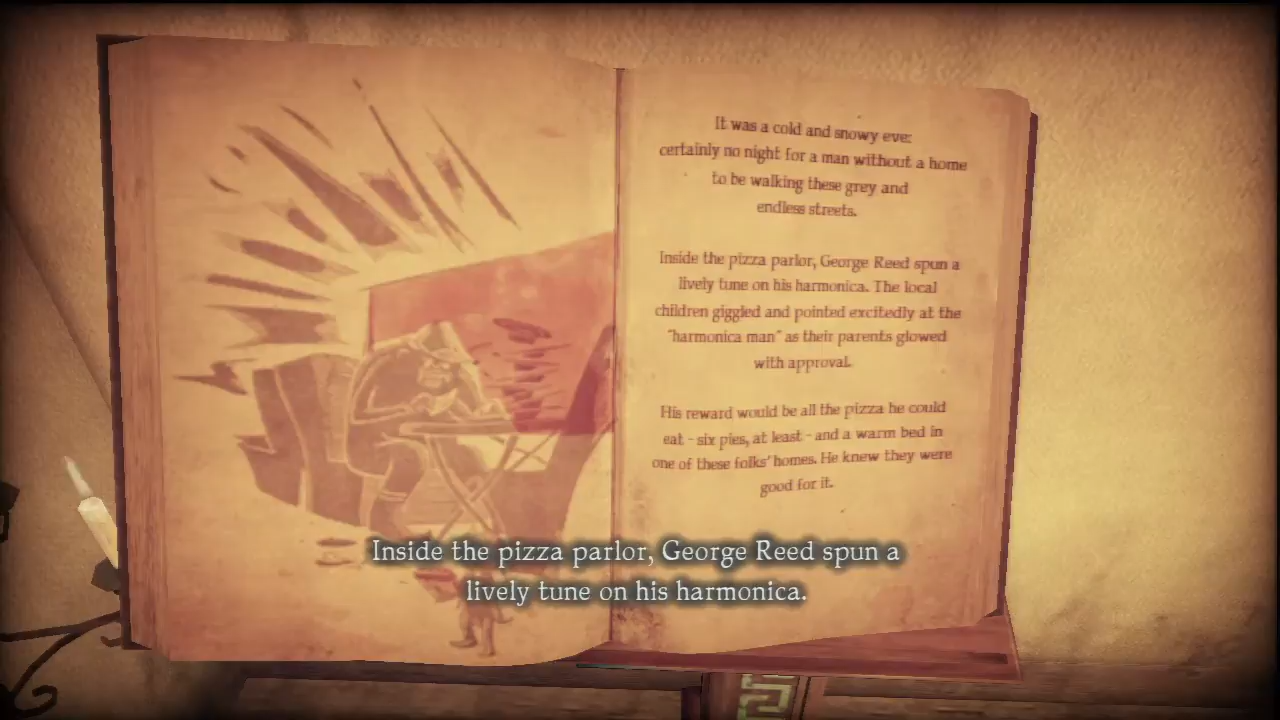 It was a cold and snowy eve:
certainly no night for a man without a home
to be walking these grey and
endless streets.
Inside the pizza parlor, George Reed spun a
lively tune on his harmonica. The local
children giggled and pointed excitedly at the
"harmonica man" as their parents glowed
with approval.
His reward would be all the pizza he could
eat - six pies, at least - and a warm bed in
one of these folks' homes. He knew they were
good for it.
Inside the pizza parlor, George Reed spun a
lively tune on his harmonica.